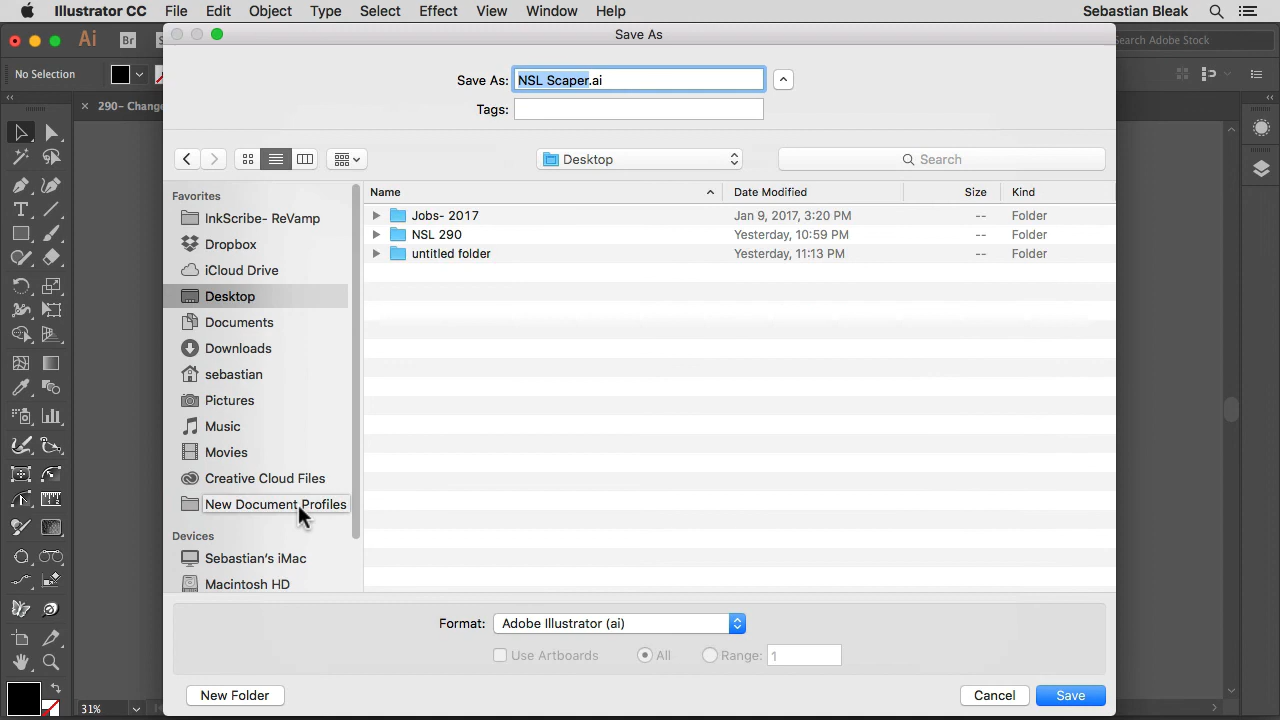 Illustrator CC File Edit Object Type Select Effect View Window Help Sebastian Bleak
Save As
Ai Br S Search Adobe Stock
No Selection
Save As: NSL Scaper.ai
Tags:
× 290- Change
Desktop
Search
Favorites
InkScribe- ReVamp
Dropbox
iCloud Drive
Desktop
Documents
Downloads
sebastian
Pictures
Music
Movies
Creative Cloud Files
New Document Profiles
Devices
Sebastian's iMac
Macintosh HD
Name Date Modified Size Kind
Jobs- 2017 Jan 9, 2017, 3:20 PM -- Folder
NSL 290 Yesterday, 10:59 PM -- Folder
untitled folder Yesterday, 11:13 PM -- Folder
Format: Adobe Illustrator (ai)
Use Artboards All Range: 1
New Folder Cancel Save
31%